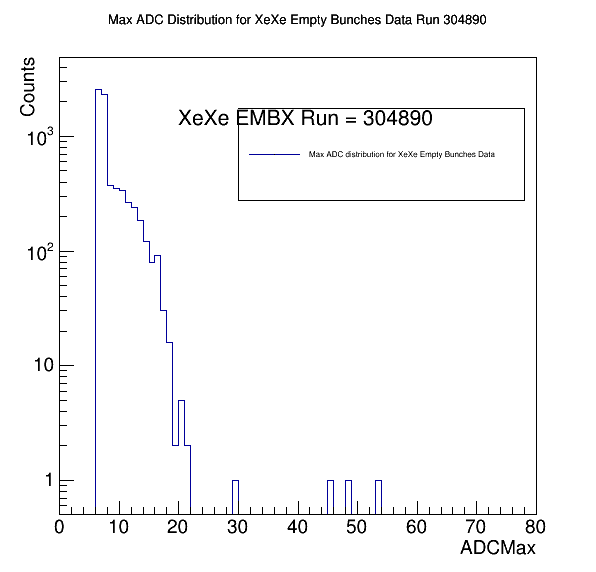 Max ADC Distribution for XeXe Empty Bunches Data Run 304890
Counts
XeXe EMBX Run = 304890
Max ADC distribution for XeXe Empty Bunches Data
10³
10²
10
1
0 10 20 30 40 50 60 70 80
ADCMax